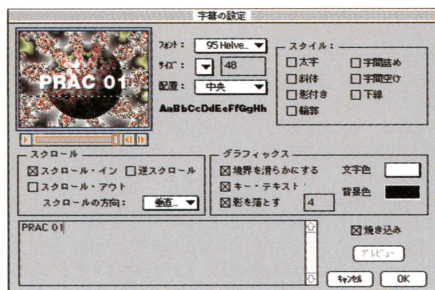 字幕の設定
PRAC 01
フォント: 95 Helve...
サイズ: 48
配置: 中央
AaBbCcDdEeFfGgHh
スタイル:
太字 字間詰め
斜体 字間空け
影付き 下線
輪郭
スクロール
スクロール・イン 逆スクロール
スクロール・アウト
スクロールの方向: 垂直...
グラフィックス
境界を滑らかにする 文字色
キー・テキスト 背景色
影を落とす 4
PRAC 01
焼き込み
プレビュー
キャンセル OK